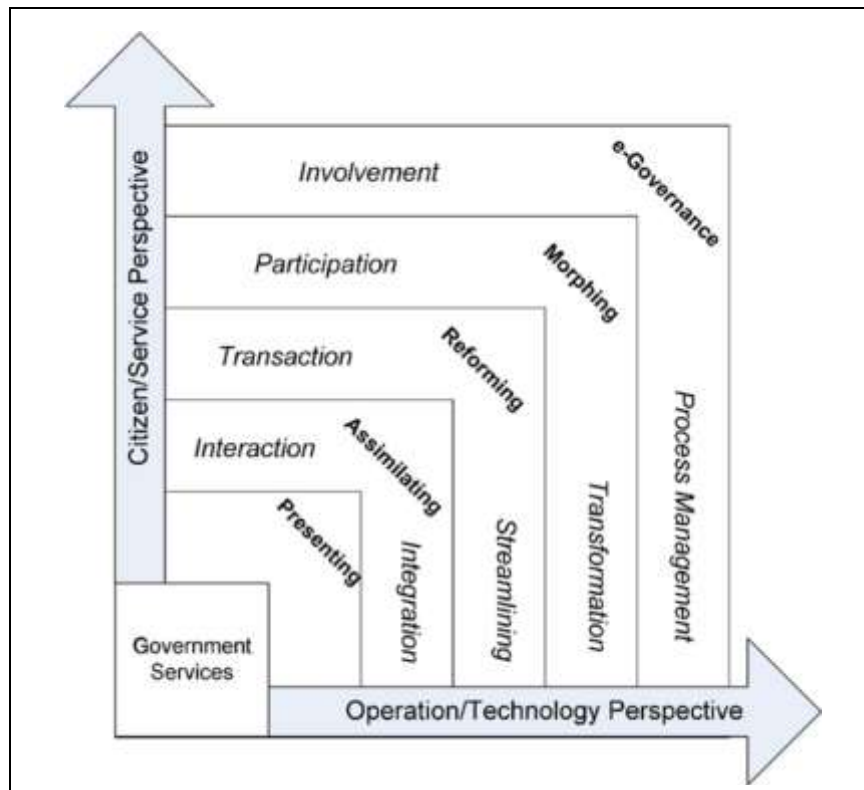 Citizen/Service Perspective
Involvement
e-Governance
Participation
Morphing
Transaction
Reforming
Interaction
Assimilating
Presenting
Integration
Streamlining
Transformation
Process Management
Government
Services
Operation/Technology Perspective